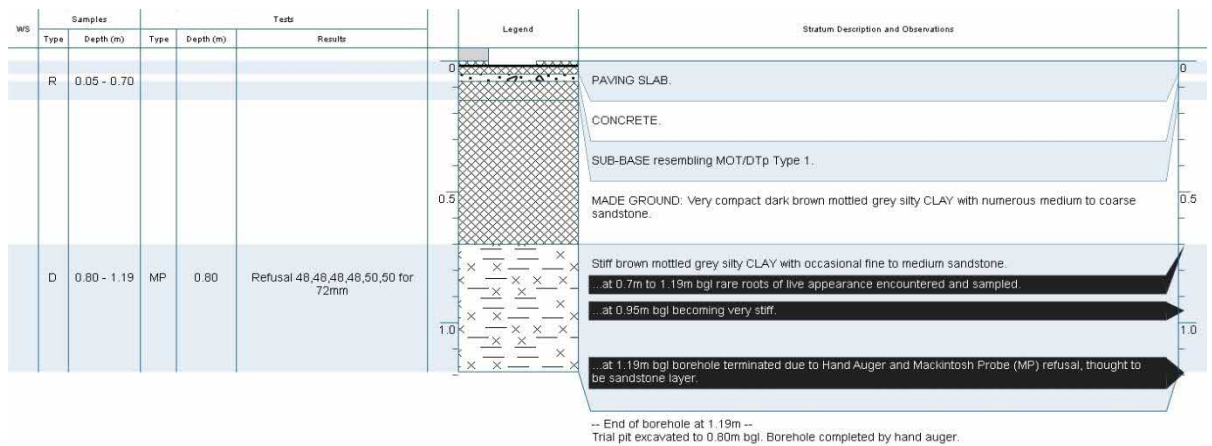 WS
Samples
Tests
Legend
Stratum Description and Observations
Type
Depth (m)
Type
Depth (m)
Results
0
0
R
0.05 - 0.70
PAVING SLAB.
CONCRETE.
SUB-BASE resembling MOT/DTp Type 1.
0.5
0.5
MADE GROUND: Very compact dark brown mottled grey silty CLAY with numerous medium to coarse
sandstone.
D
0.80 - 1.19
MP
0.80
Refusal 48,48,48,48,50,50 for
72mm
Stiff brown mottled grey silty CLAY with occasional fine to medium sandstone.
...at 0.7m to 1.19m bgl rare roots of live appearance encountered and sampled.
...at 0.95m bgl becoming very stiff.
1.0
1.0
...at 1.19m bgl borehole terminated due to Hand Auger and Mackintosh Probe (MP) refusal, thought to
be sandstone layer.
-- End of borehole at 1.19m --
Trial pit excavated to 0.80m bgl. Borehole completed by hand auger.